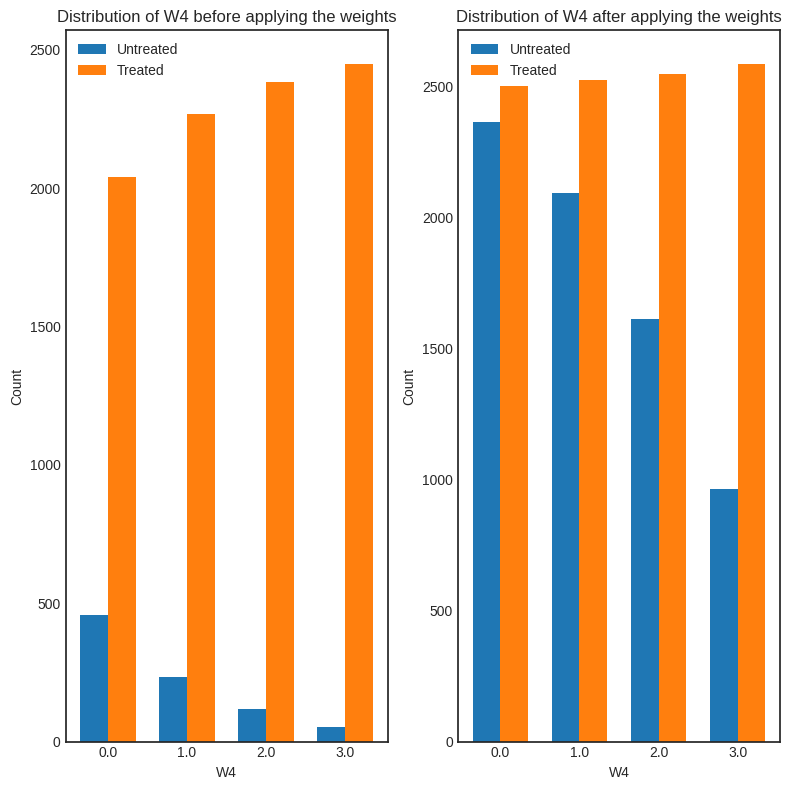 Distribution of W4 before applying the weights
Untreated
Treated
2500
2000
1500
1000
500
0
Count
0.0 1.0 2.0 3.0
W4
Distribution of W4 after applying the weights
Untreated
Treated
2500
2000
1500
1000
500
0
Count
0.0 1.0 2.0 3.0
W4